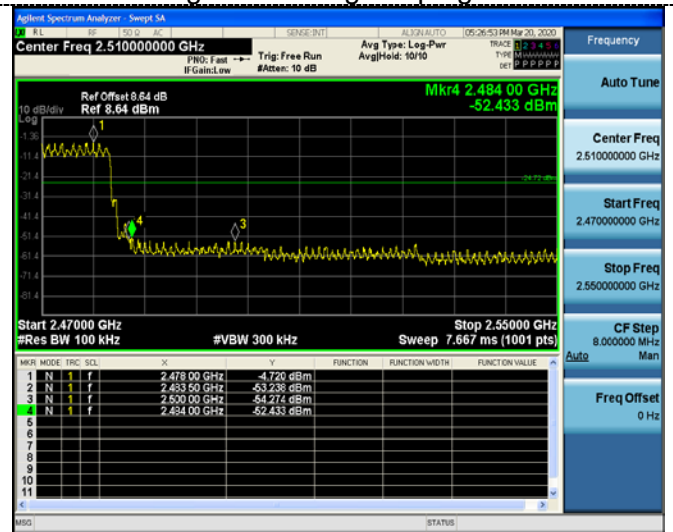 Agilent Spectrum Analyzer - Swept SA
RL RF 50 Ω AC SENSE:INT ALIGNAUTO 05:26:53 PM Mar 20, 2020
Center Freq 2.510000000 GHz
PNO: Fast Trig: Free Run
IFGain:Low #Atten: 10 dB
Avg Type: Log-Pwr
Avg|Hold: 10/10
TRACE 1 2 3 4 5 6
TYPE
DET P P P P P P
Mkr4 2.484 00 GHz
-52.433 dBm
Ref Offset 8.64 dB
10 dB/div Ref 8.64 dBm
Log
-1.36
-11.4
-21.4
-31.4
-41.4
-51.4
-61.4
-71.4
-81.4
1
4
3
-24.72 dBm
Start 2.47000 GHz Stop 2.55000 GHz
#Res BW 100 kHz #VBW 300 kHz Sweep 7.667 ms (1001 pts)
MKR MODE TRC SCL X Y FUNCTION FUNCTION WIDTH FUNCTION VALUE
1 N 1 f 2.478 00 GHz -4.720 dBm
2 N 1 f 2.483 50 GHz -53.238 dBm
3 N 1 f 2.500 00 GHz -54.274 dBm
4 N 1 f 2.484 00 GHz -52.433 dBm
5
6
7
8
9
10
11
MSG STATUS
Frequency
Auto Tune
Center Freq
2.510000000 GHz
Start Freq
2.470000000 GHz
Stop Freq
2.550000000 GHz
CF Step
8.000000 MHz
Auto Man
Freq Offset
0 Hz